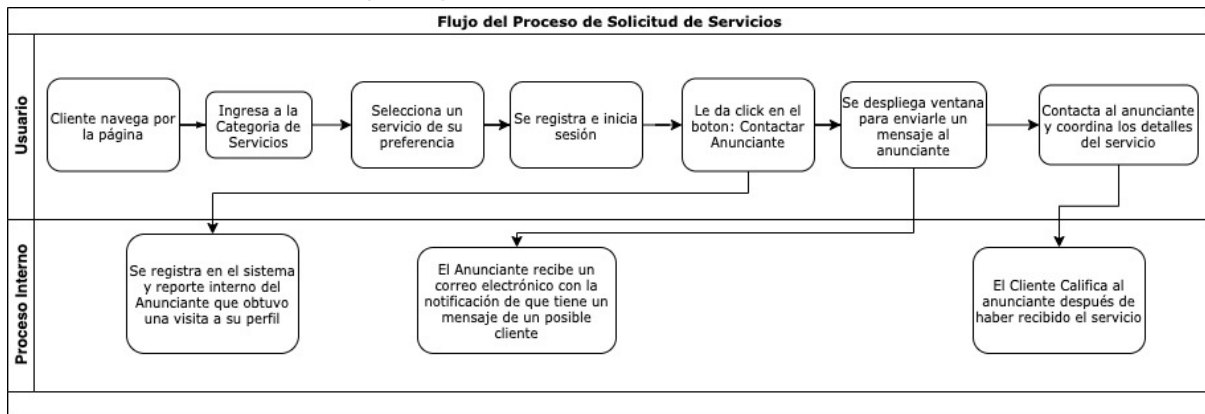 Flujo del Proceso de Solicitud de Servicios
Usuario
Cliente navega por
la página
Ingresa a la
Categoria de
Servicios
Selecciona un
servicio de su
preferencia
Se registra e inicia
sesión
Le da click en el
boton: Contactar
Anunciante
Se despliega ventana
para enviarle un
mensaje al
anunciante
Contacta al anunciante
y coordina los detalles
del servicio
Proceso Interno
Se registra en el sistema
y reporte interno del
Anunciante que obtuvo
una visita a su perfil
El Anunciante recibe un
correo electrónico con la
notificación de que tiene un
mensaje de un posible
cliente
El Cliente Califica al
anunciante después de
haber recibido el servicio